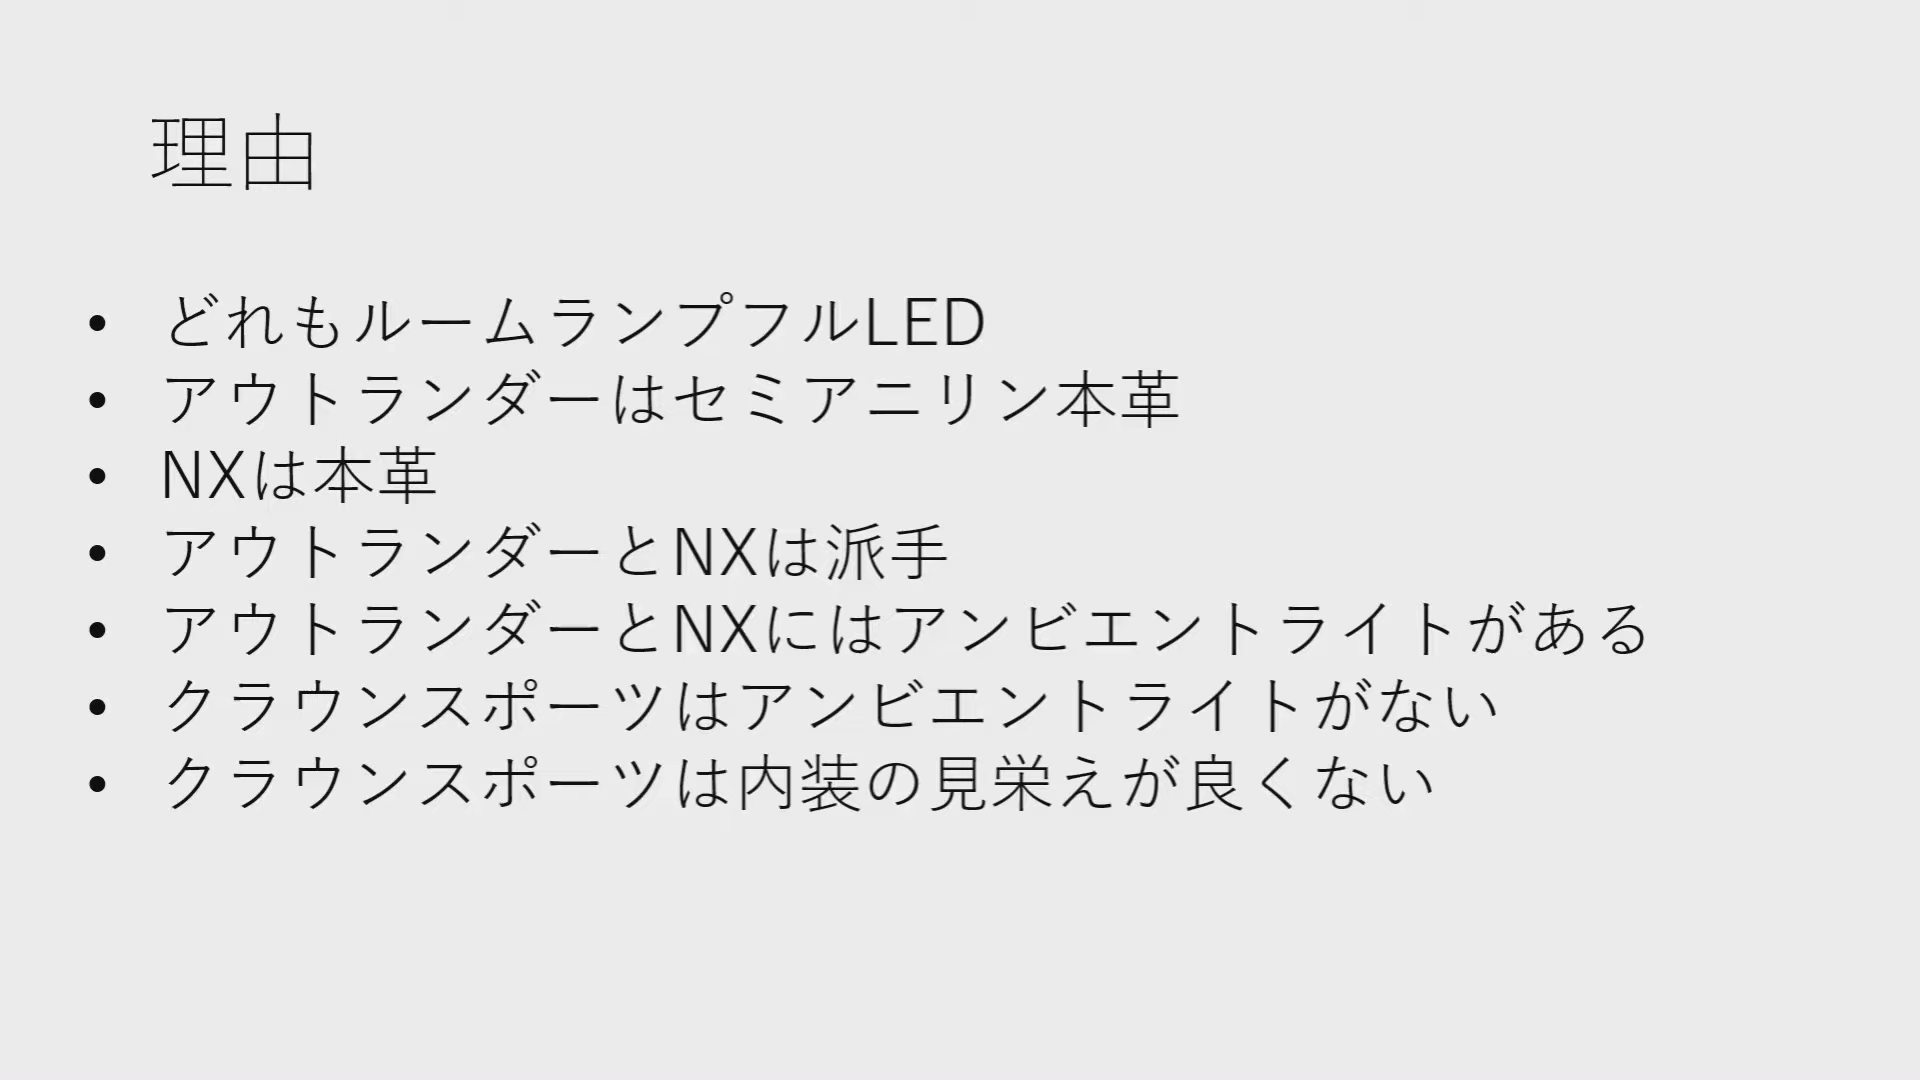 理由
• どれもルームランプフルLED
• アウトランダーはセミアニリン本革
• NXは本革
• アウトランダーとNXは派手
• アウトランダーとNXにはアンビエントライトがある
• クラウンスポーツはアンビエントライトがない
• クラウンスポーツは内装の見栄えが良くない